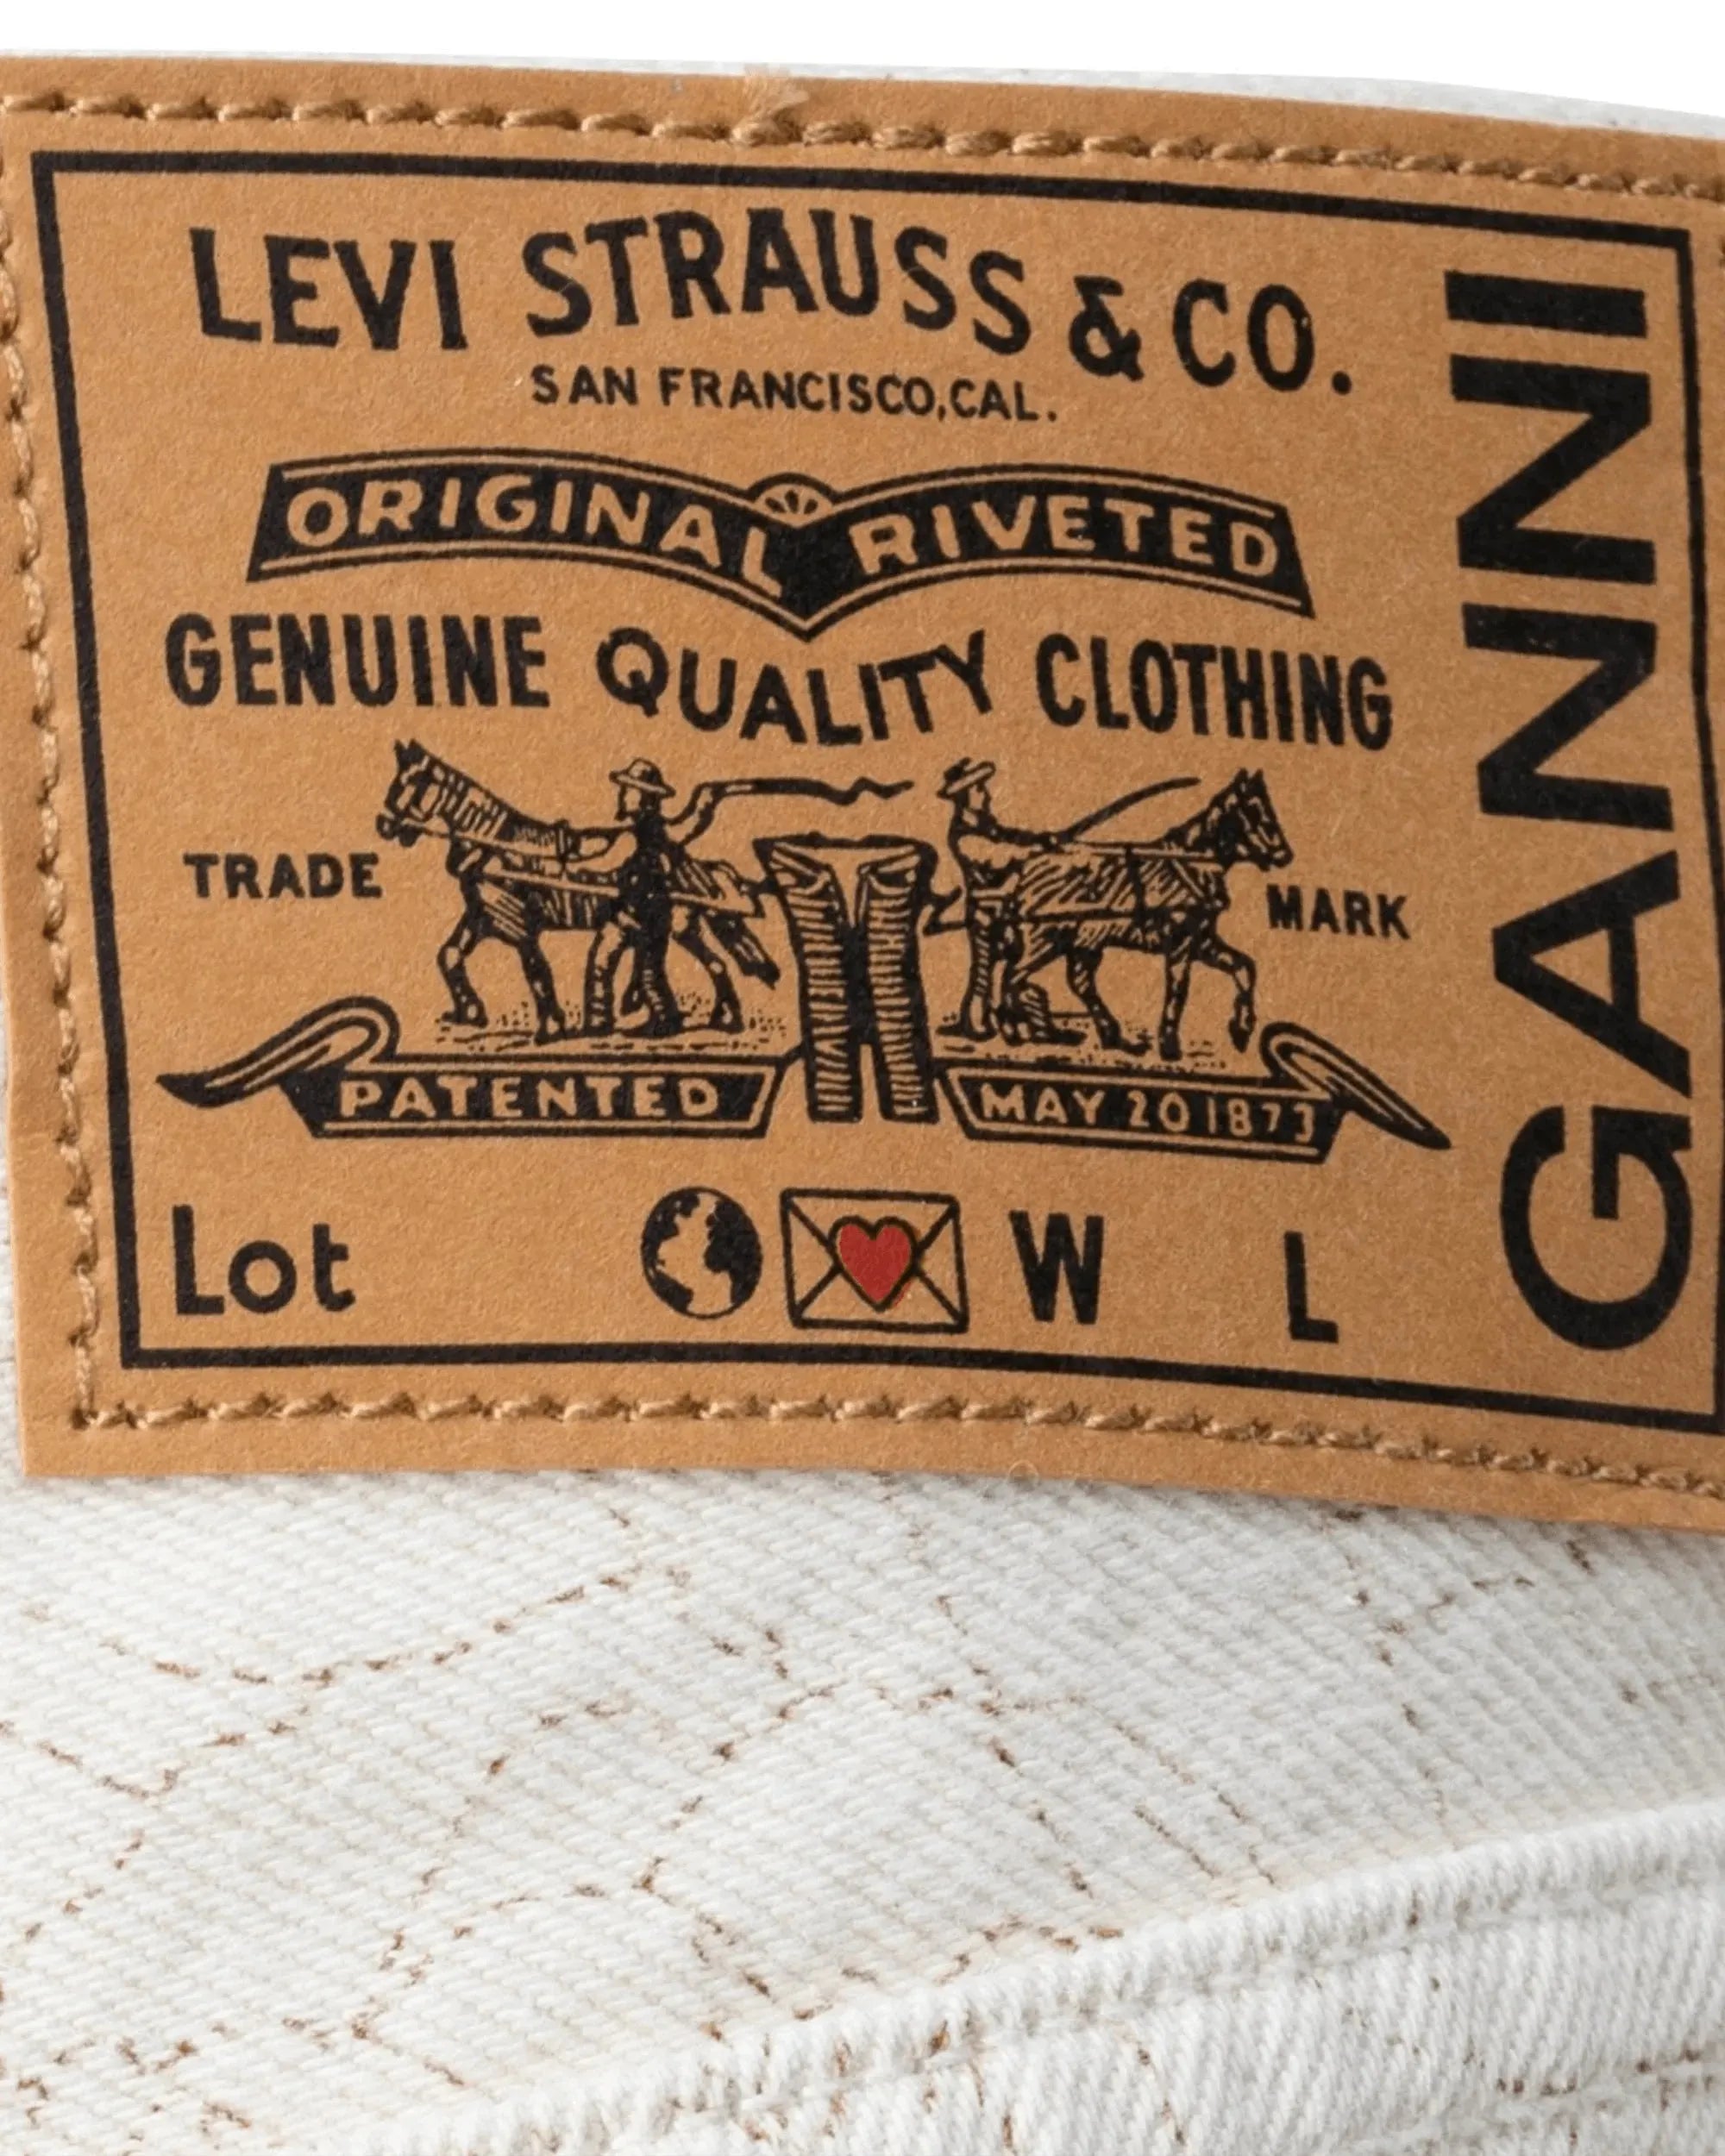 LEVI STRAUSS & CO.
SAN FRANCISCO, CAL.
ORIGINAL RIVETED
GENUINE QUALITY CLOTHING
TRADE MARK
PATENTED MAY 20 1873
Lot W L
GANNI